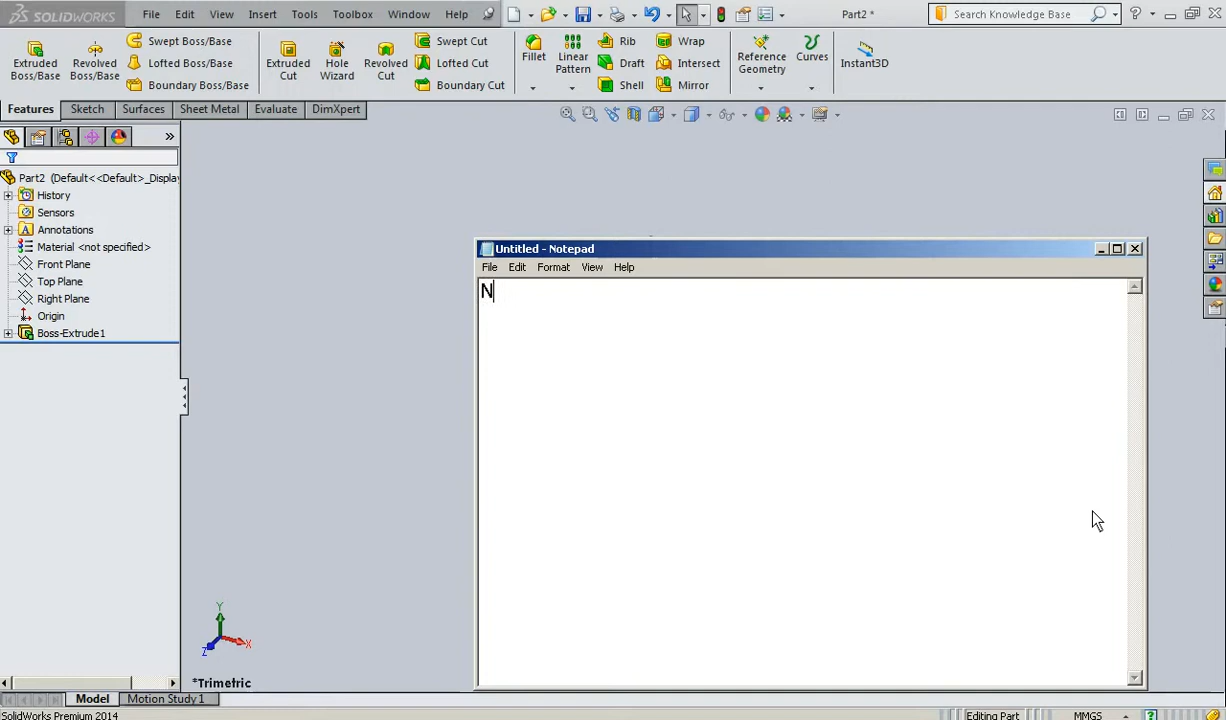 SOLIDWORKS File Edit View Insert Tools Toolbox Window Help Part2 * Search Knowledge Base ?
Extruded Boss/Base
Revolved Boss/Base
Swept Boss/Base
Lofted Boss/Base
Boundary Boss/Base
Extruded Cut
Hole Wizard
Revolved Cut
Swept Cut
Lofted Cut
Boundary Cut
Fillet
Linear Pattern
Rib
Draft
Shell
Wrap
Intersect
Mirror
Reference Geometry
Curves
Instant3D
Features Sketch Surfaces Sheet Metal Evaluate DimXpert
Part2 (Default<<Default>_Display
History
Sensors
Annotations
Material <not specified>
Front Plane
Top Plane
Right Plane
Origin
Boss-Extrude1
Untitled - Notepad
File Edit Format View Help
N
Y
X
Z
*Trimetric
Model Motion Study 1
SolidWorks Premium 2014 Editing Part MMGS ?